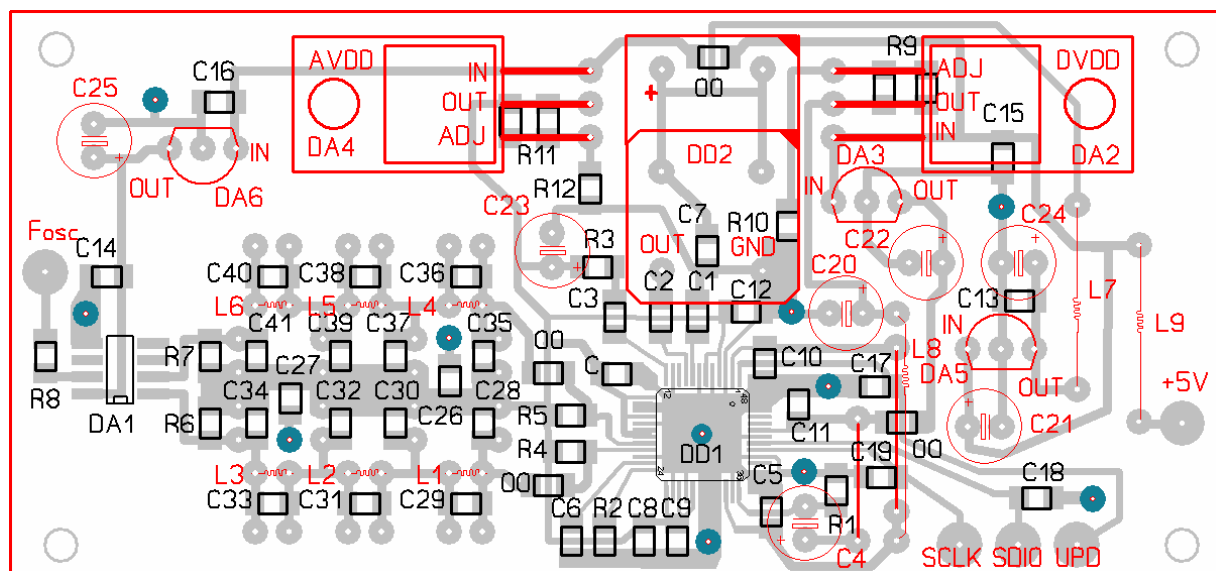 AVDD
IN
OUT
ADJ
DA4
C25
C16
IN
OUT
DA6
R11
R12
00
+
DD2
OUT
GND
R9
ADJ
OUT
IN
DVDD
DA2
C15
DA3
IN
OUT
C23
C7
R10
C22
C24
Fosc
C14
C40
C38
C36
R3
C3
C2
C1
C12
C20
C13
L7
L9
L6
L5
L4
C41
C39
C37
C35
00
C
C10
C17
L8
DA5
IN
OUT
+5V
R8
DA1
R7
R6
C34
C27
C32
C30
C26
C28
R5
R4
12
48
DD1
24
36
C11
C19
00
C21
L3
L2
L1
C33
C31
C29
00
C6
R2
C8
C9
C5
R1
C4
C18
SCLK
SDIO
UPD